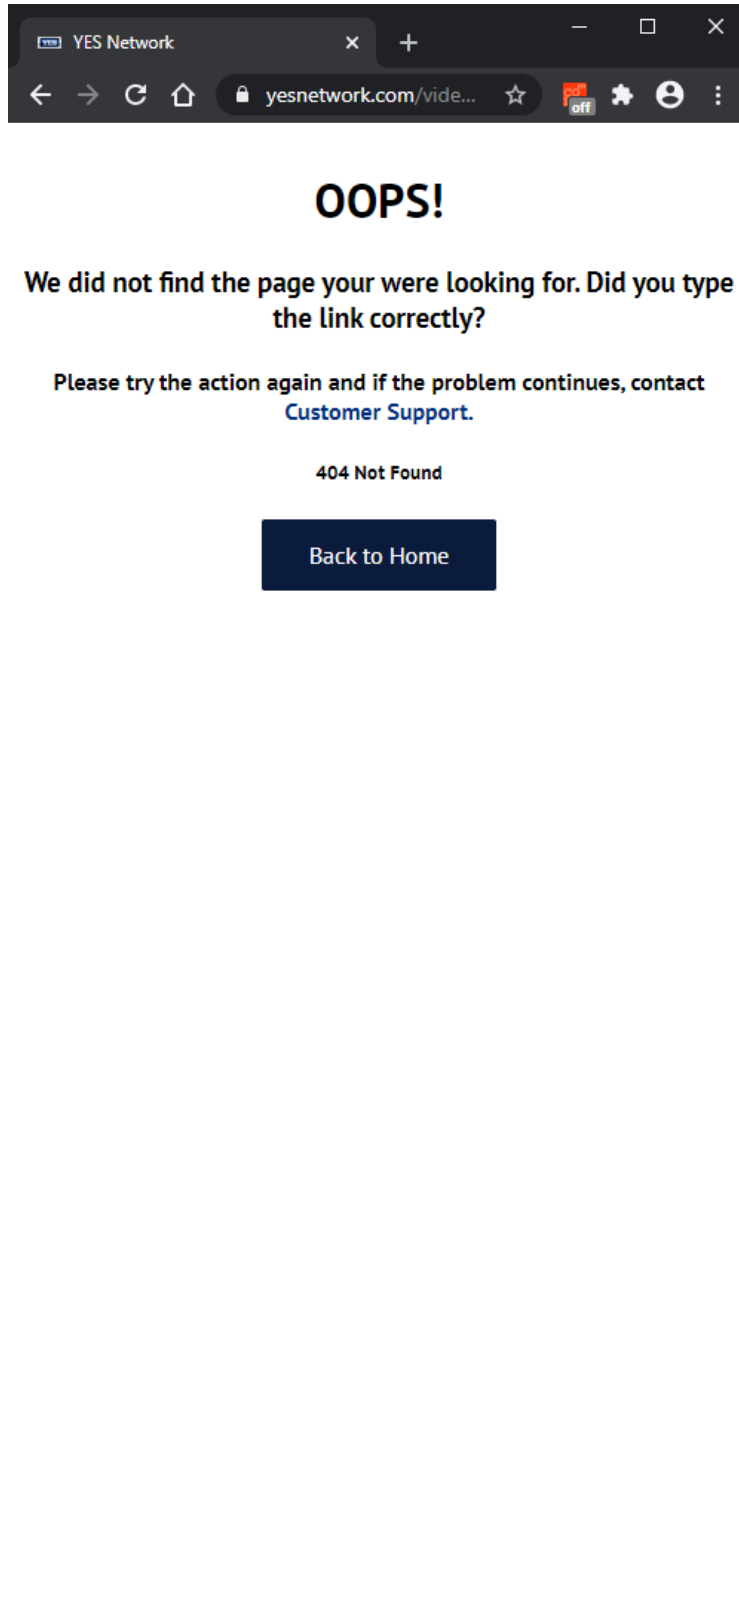 YES YES Network
yesnetwork.com/vide...
off
OOPS!
We did not find the page your were looking for. Did you type
the link correctly?
Please try the action again and if the problem continues, contact
Customer Support.
404 Not Found
Back to Home